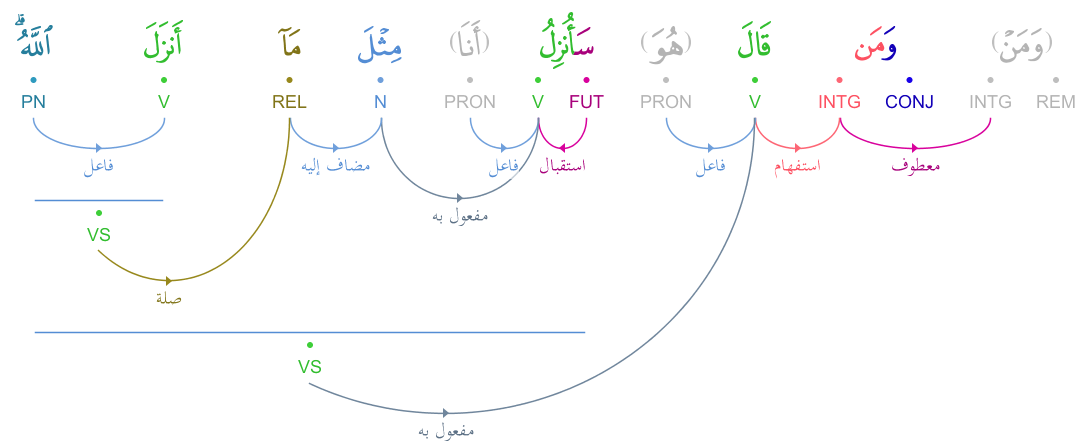 (وَمَنْ) وَمَن قَالَ (هُوَ) سَأُنزِلُ (أَنَا) مِثْلَ مَآ أَنزَلَ ٱللَّهُۗ
REM INTG CONJ INTG V PRON FUT V PRON N REL V PN
معطوف استفهام فاعل استقبال فاعل مضاف إليه فاعل
مفعول به
VS
صلة
VS
مفعول به